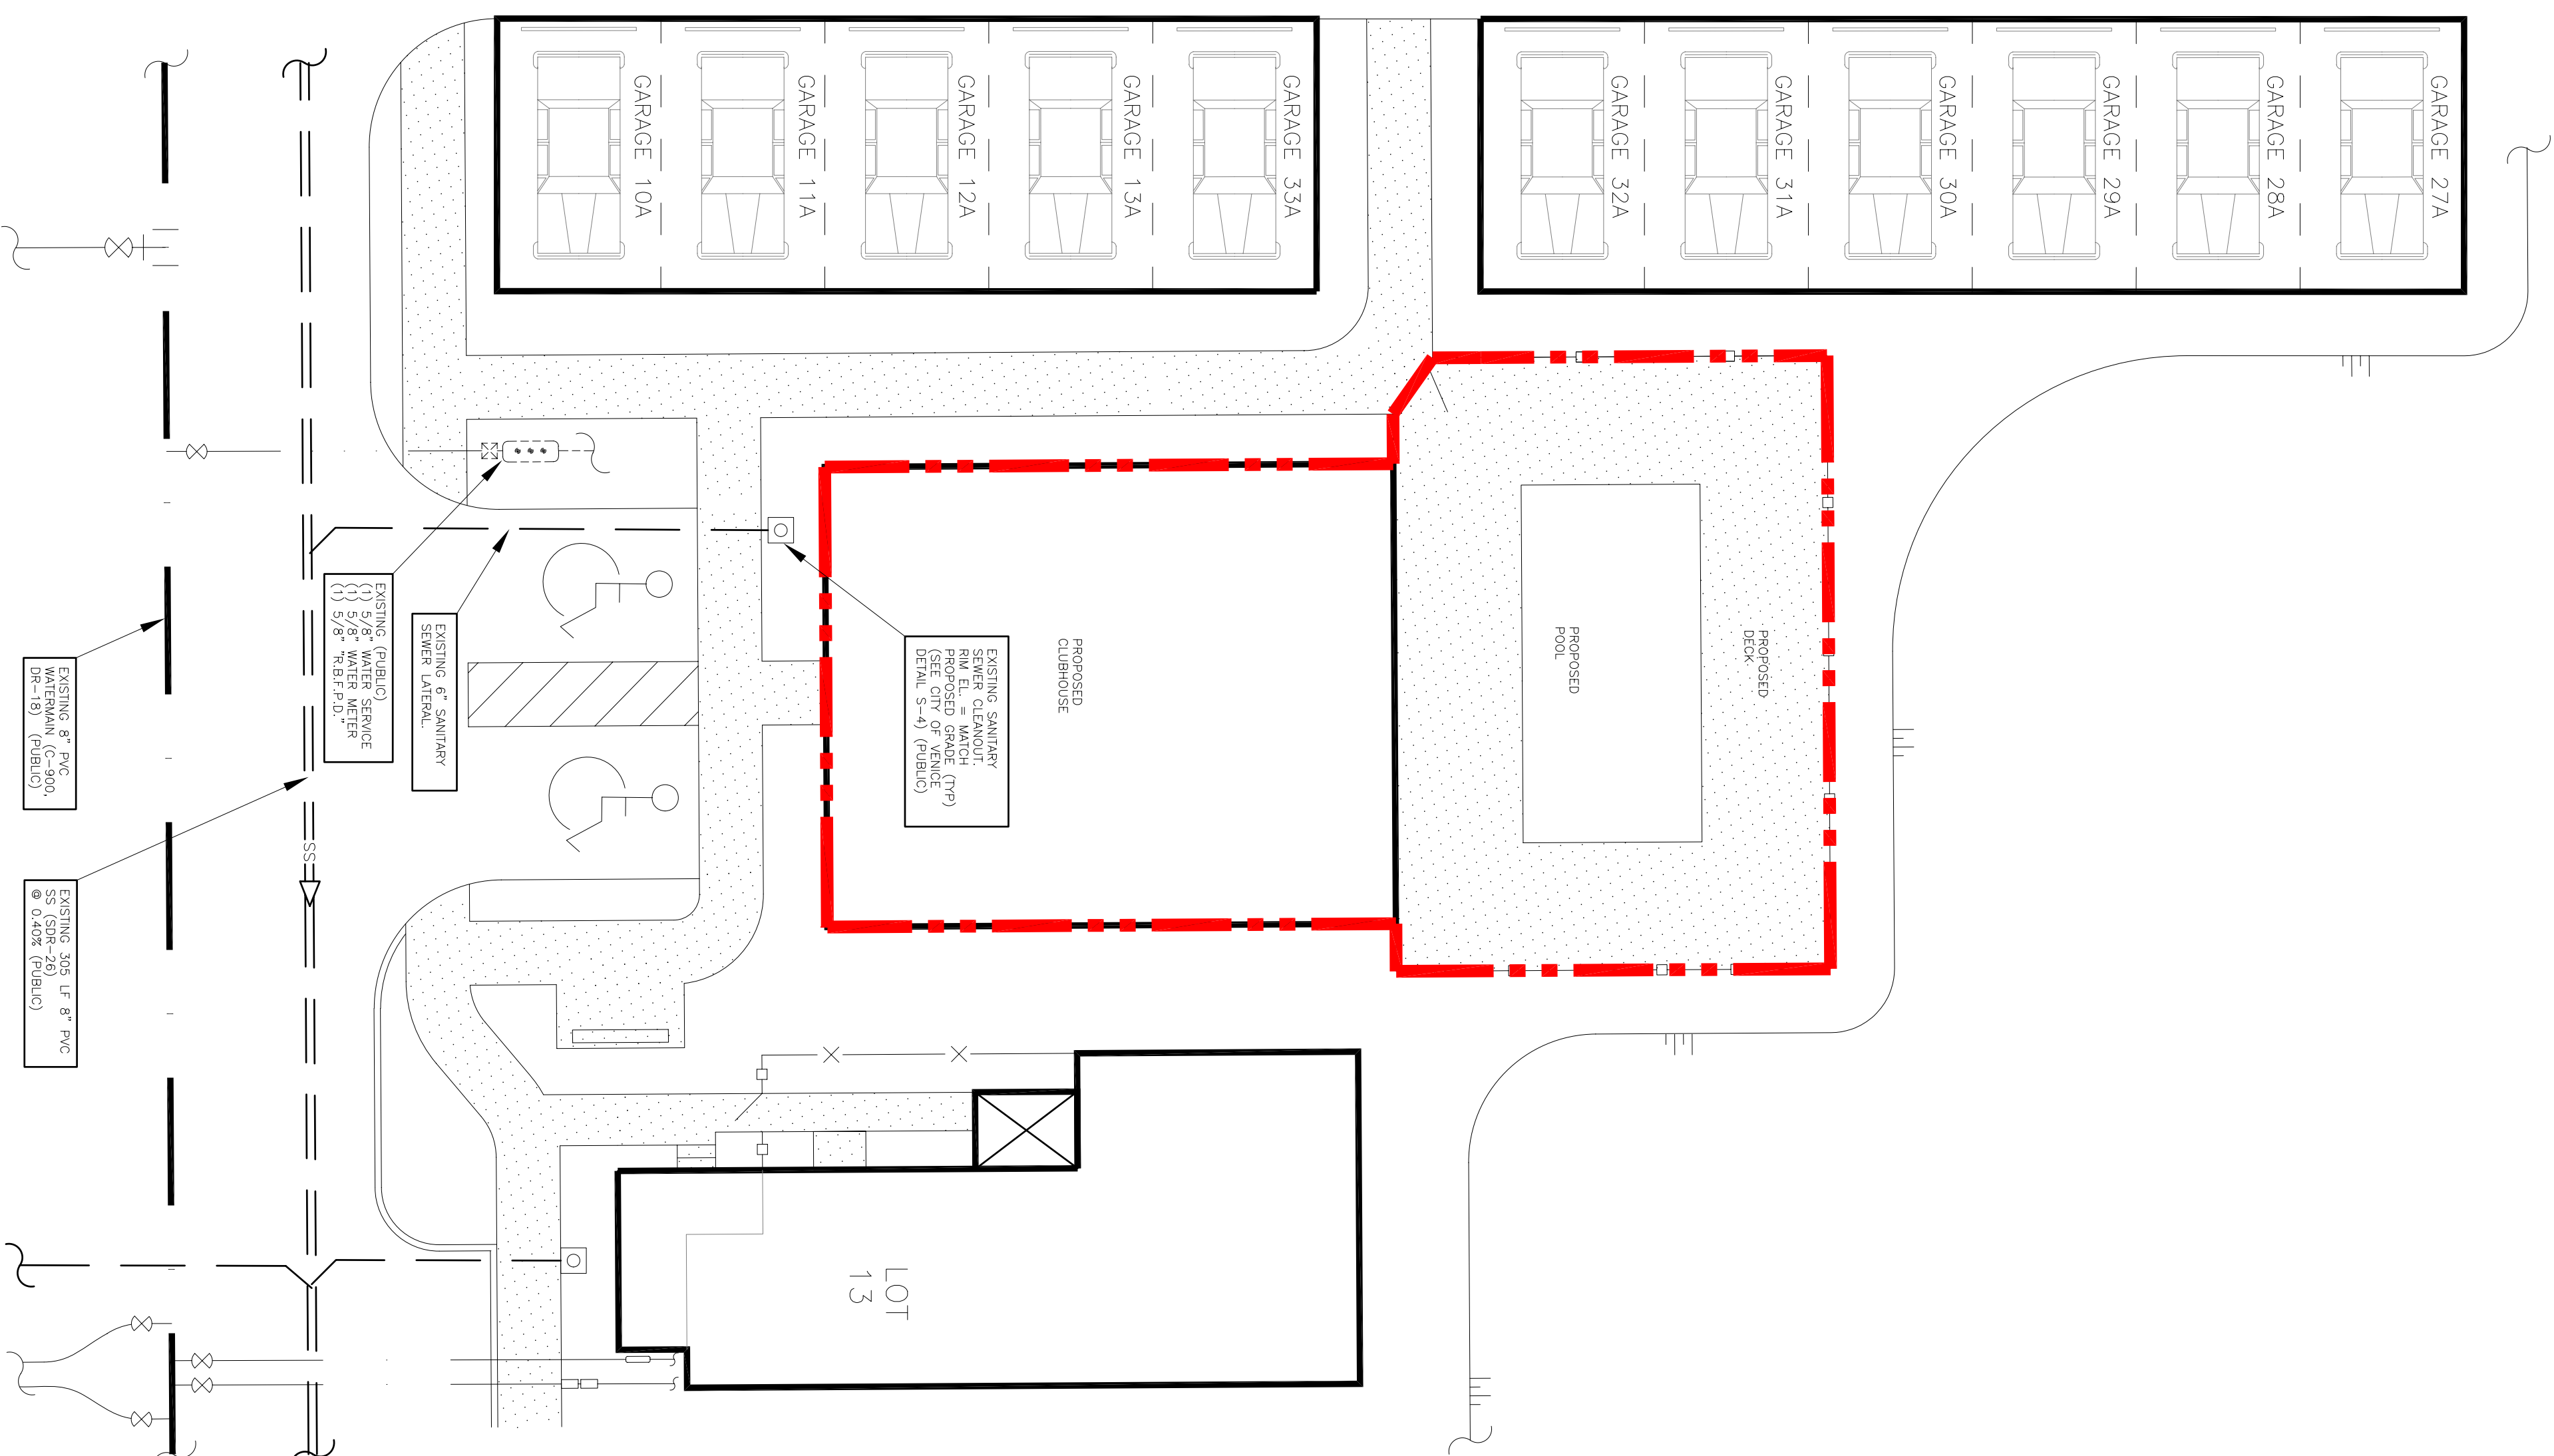 GARAGE 10A
GARAGE 11A
GARAGE 12A
GARAGE 13A
GARAGE 33A
GARAGE 32A
GARAGE 31A
GARAGE 30A
GARAGE 29A
GARAGE 28A
GARAGE 27A
PROPOSED
DECK
PROPOSED
POOL
PROPOSED
CLUBHOUSE
EXISTING SANITARY
SEWER CLEANOUT.
RIM EL. = MATCH
PROPOSED GRADE (TYP)
(SEE CITY OF VENICE
DETAIL S-4) (PUBLIC)
EXISTING 6" SANITARY
SEWER LATERAL.
EXISTING (PUBLIC)
(1) 5/8" WATER SERVICE
(1) 5/8" WATER METER
(1) 5/8" "R.B.F.P.D."
EXISTING 8" PVC
WATERMAIN (C-900,
DR-18) (PUBLIC)
SS
EXISTING 305 LF 8" PVC
SS (SDR-26)
@ 0.40% (PUBLIC)
LOT
13